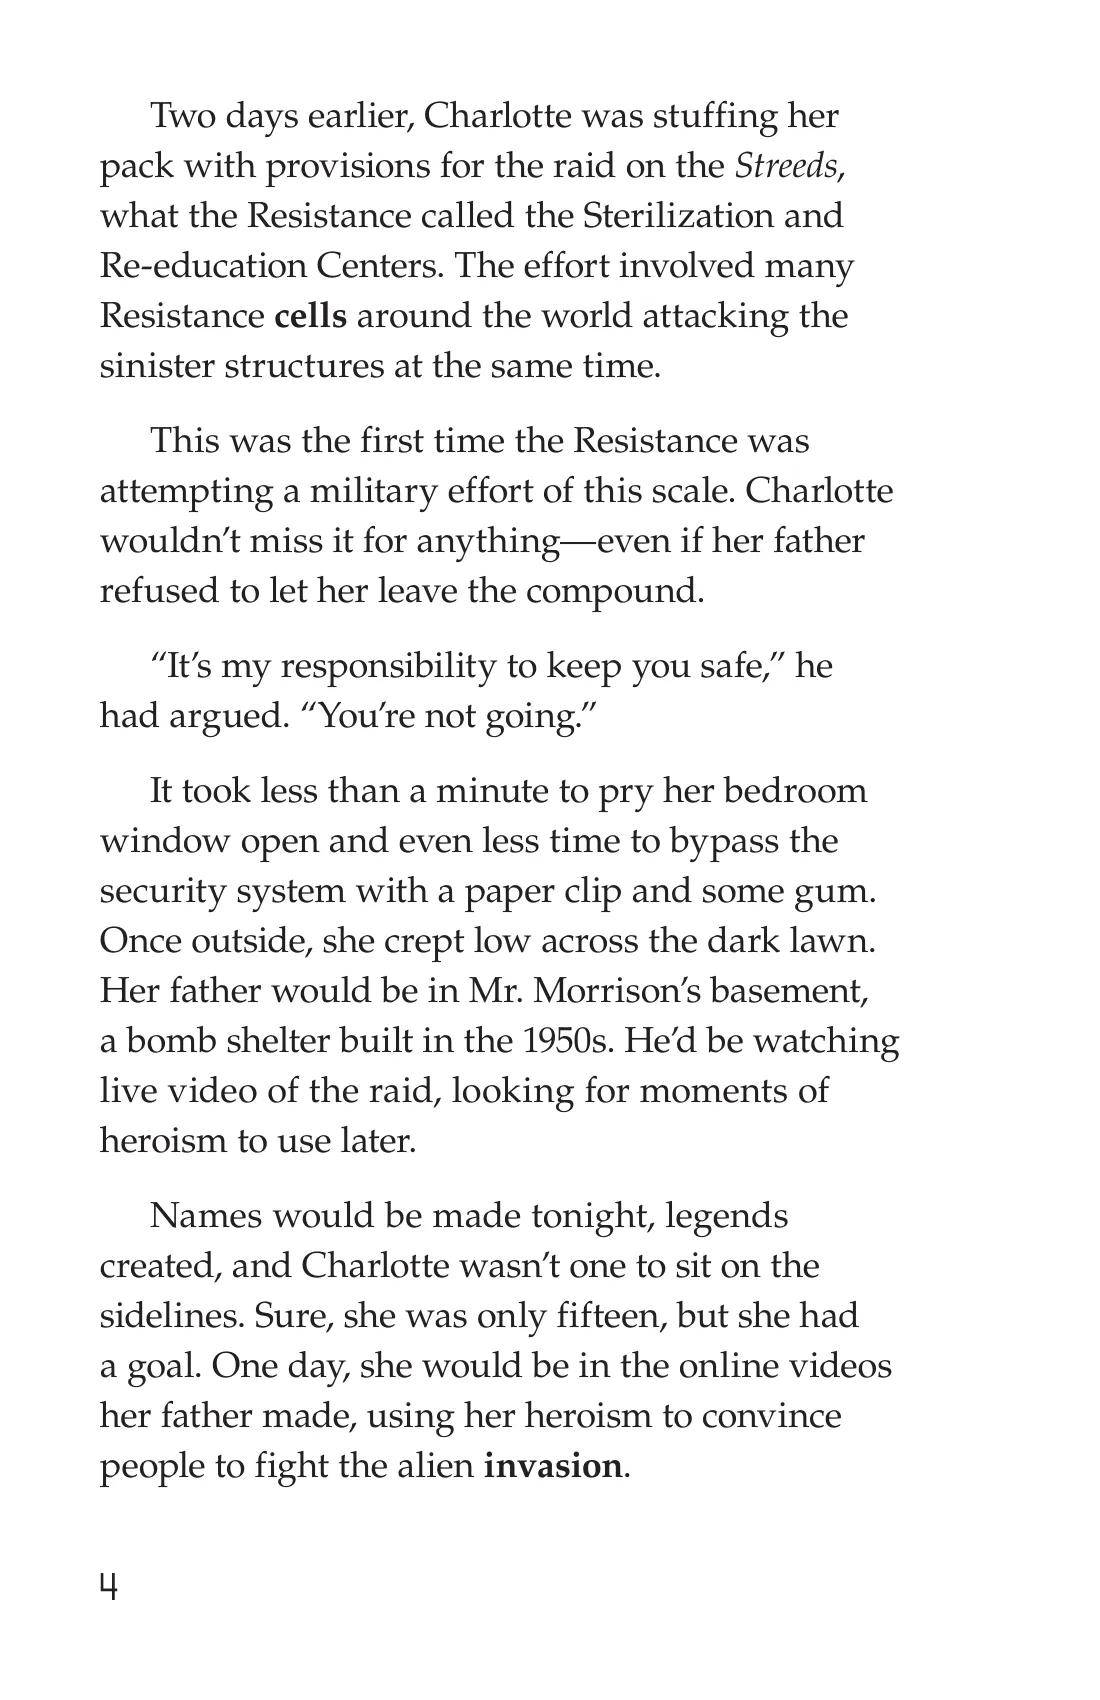 Two days earlier, Charlotte was stuffing her
pack with provisions for the raid on the Streeds,
what the Resistance called the Sterilization and
Re-education Centers. The effort involved many
Resistance cells around the world attacking the
sinister structures at the same time.
This was the first time the Resistance was
attempting a military effort of this scale. Charlotte
wouldn’t miss it for anything—even if her father
refused to let her leave the compound.
“It’s my responsibility to keep you safe,” he
had argued. “You’re not going.”
It took less than a minute to pry her bedroom
window open and even less time to bypass the
security system with a paper clip and some gum.
Once outside, she crept low across the dark lawn.
Her father would be in Mr. Morrison’s basement,
a bomb shelter built in the 1950s. He’d be watching
live video of the raid, looking for moments of
heroism to use later.
Names would be made tonight, legends
created, and Charlotte wasn’t one to sit on the
sidelines. Sure, she was only fifteen, but she had
a goal. One day, she would be in the online videos
her father made, using her heroism to convince
people to fight the alien invasion.
4